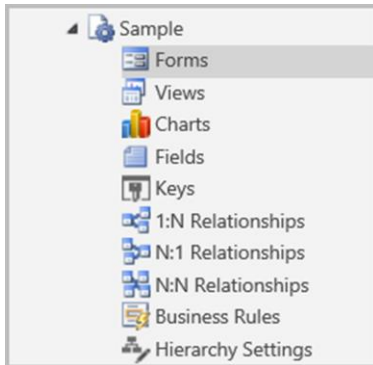 Sample
Forms
Views
Charts
Fields
Keys
1:N Relationships
N:1 Relationships
N:N Relationships
Business Rules
Hierarchy Settings